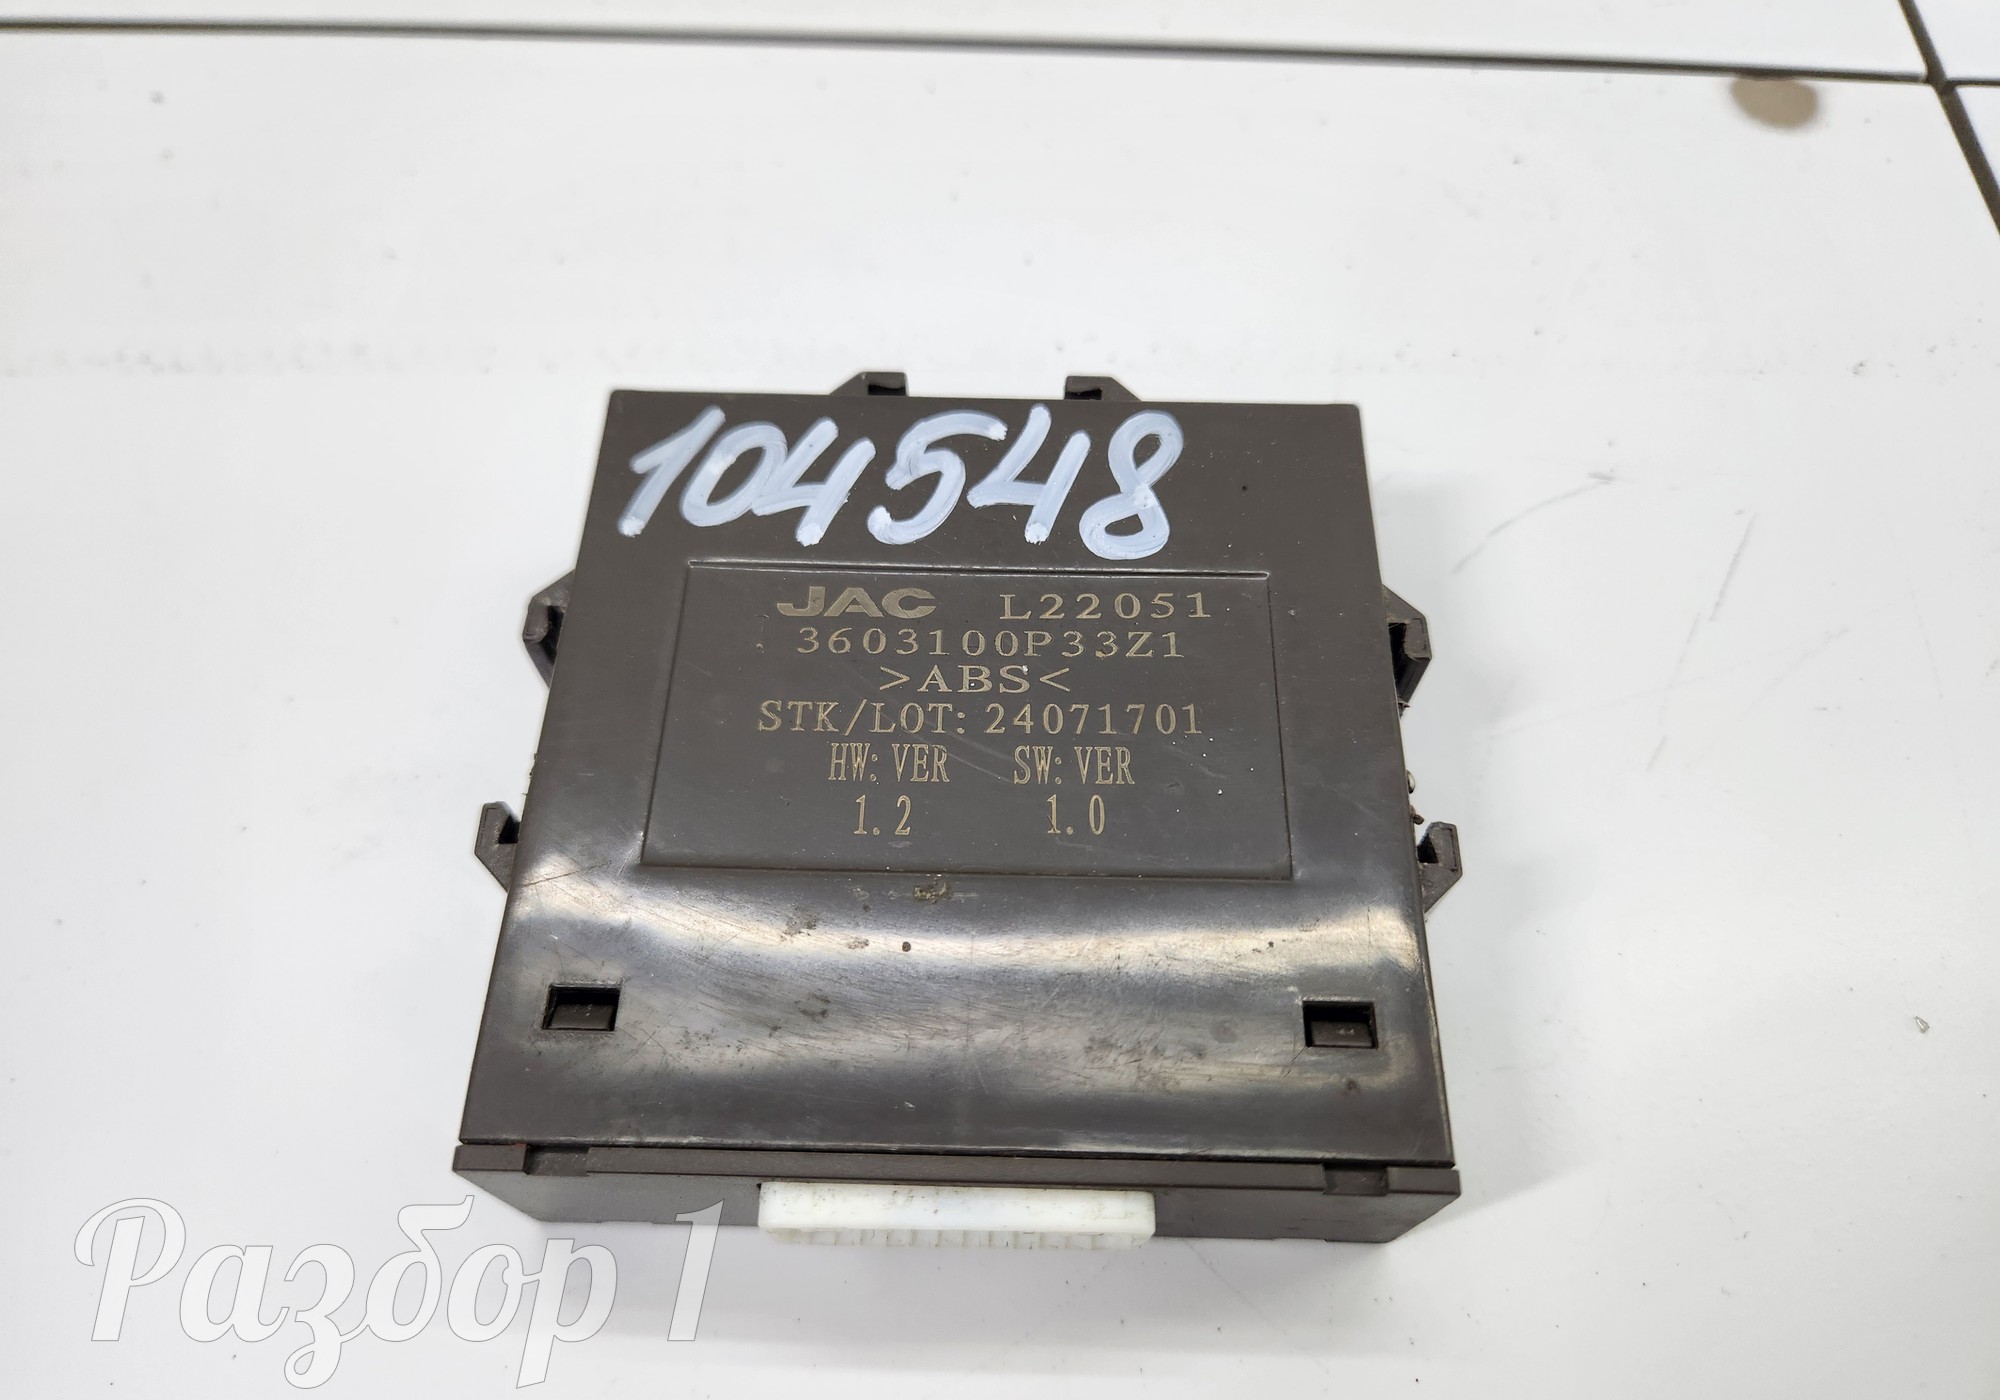 104548
JAC L22051
3603100P33Z1
>ABS<
STK/LOT: 24071701
HW: VER SW: VER
1.2 1.0
Разбор 1